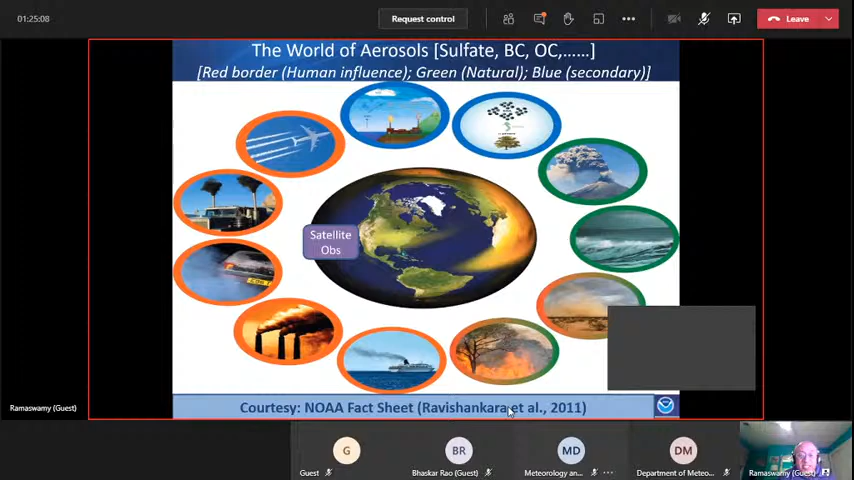 01:25:08
Request control
Leave
The World of Aerosols [Sulfate, BC, OC,......]
[Red border (Human influence); Green (Natural); Blue (secondary)]
Satellite
Obs
Courtesy: NOAA Fact Sheet (Ravishankara et al., 2011)
Ramaswamy (Guest)
G
BR
MD
DM
Guest
Bhaskar Rao (Guest)
Meteorology an...
Department of Meteo...
Ramaswamy (Guest)